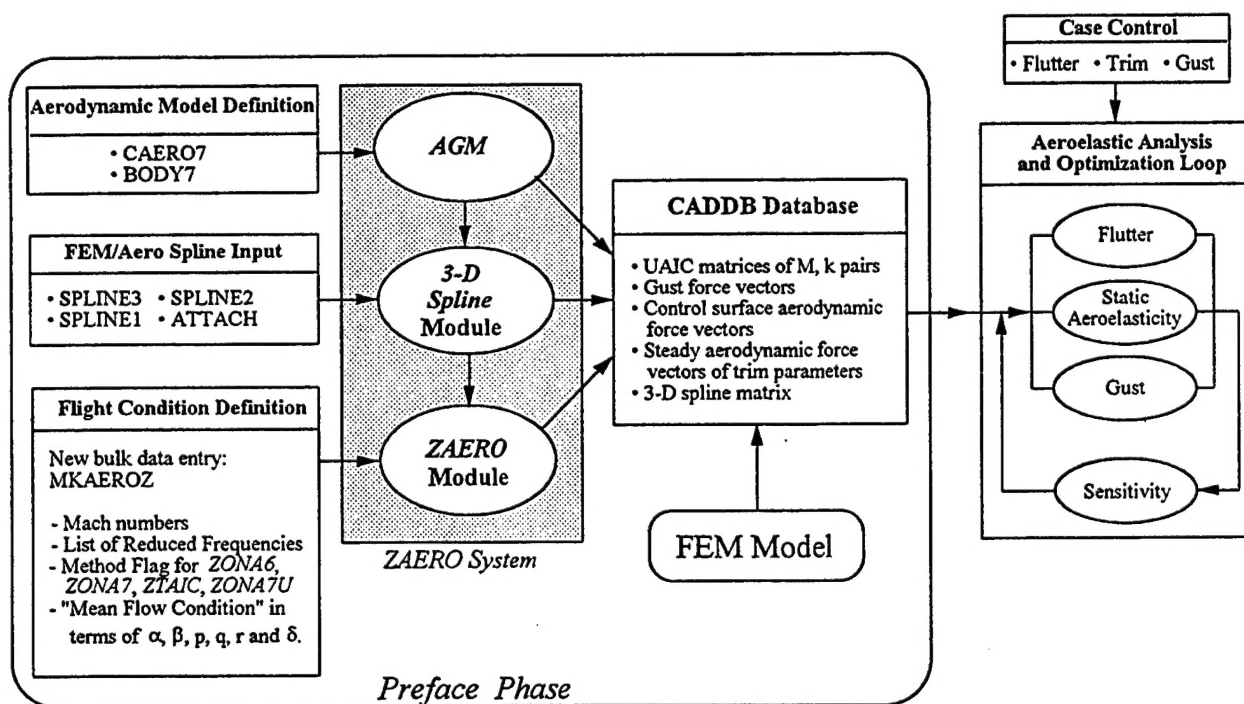 Case Control
• Flutter • Trim • Gust
Aerodynamic Model Definition
• CAERO7
• BODY7
FEM/Aero Spline Input
• SPLINE3 • SPLINE2
• SPLINE1 • ATTACH
Flight Condition Definition
New bulk data entry:
MKAEROZ
- Mach numbers
- List of Reduced Frequencies
- Method Flag for ZONA6,
ZONA7, ZTAIC, ZONA7U
- "Mean Flow Condition" in
terms of α, β, p, q, r and δ.
AGM
3-D
Spline
Module
ZAERO
Module
ZAERO System
CADDB Database
• UAIC matrices of M, k pairs
• Gust force vectors
• Control surface aerodynamic
force vectors
• Steady aerodynamic force
vectors of trim parameters
• 3-D spline matrix
FEM Model
Preface Phase
Aeroelastic Analysis
and Optimization Loop
Flutter
Static
Aeroelasticity
Gust
Sensitivity